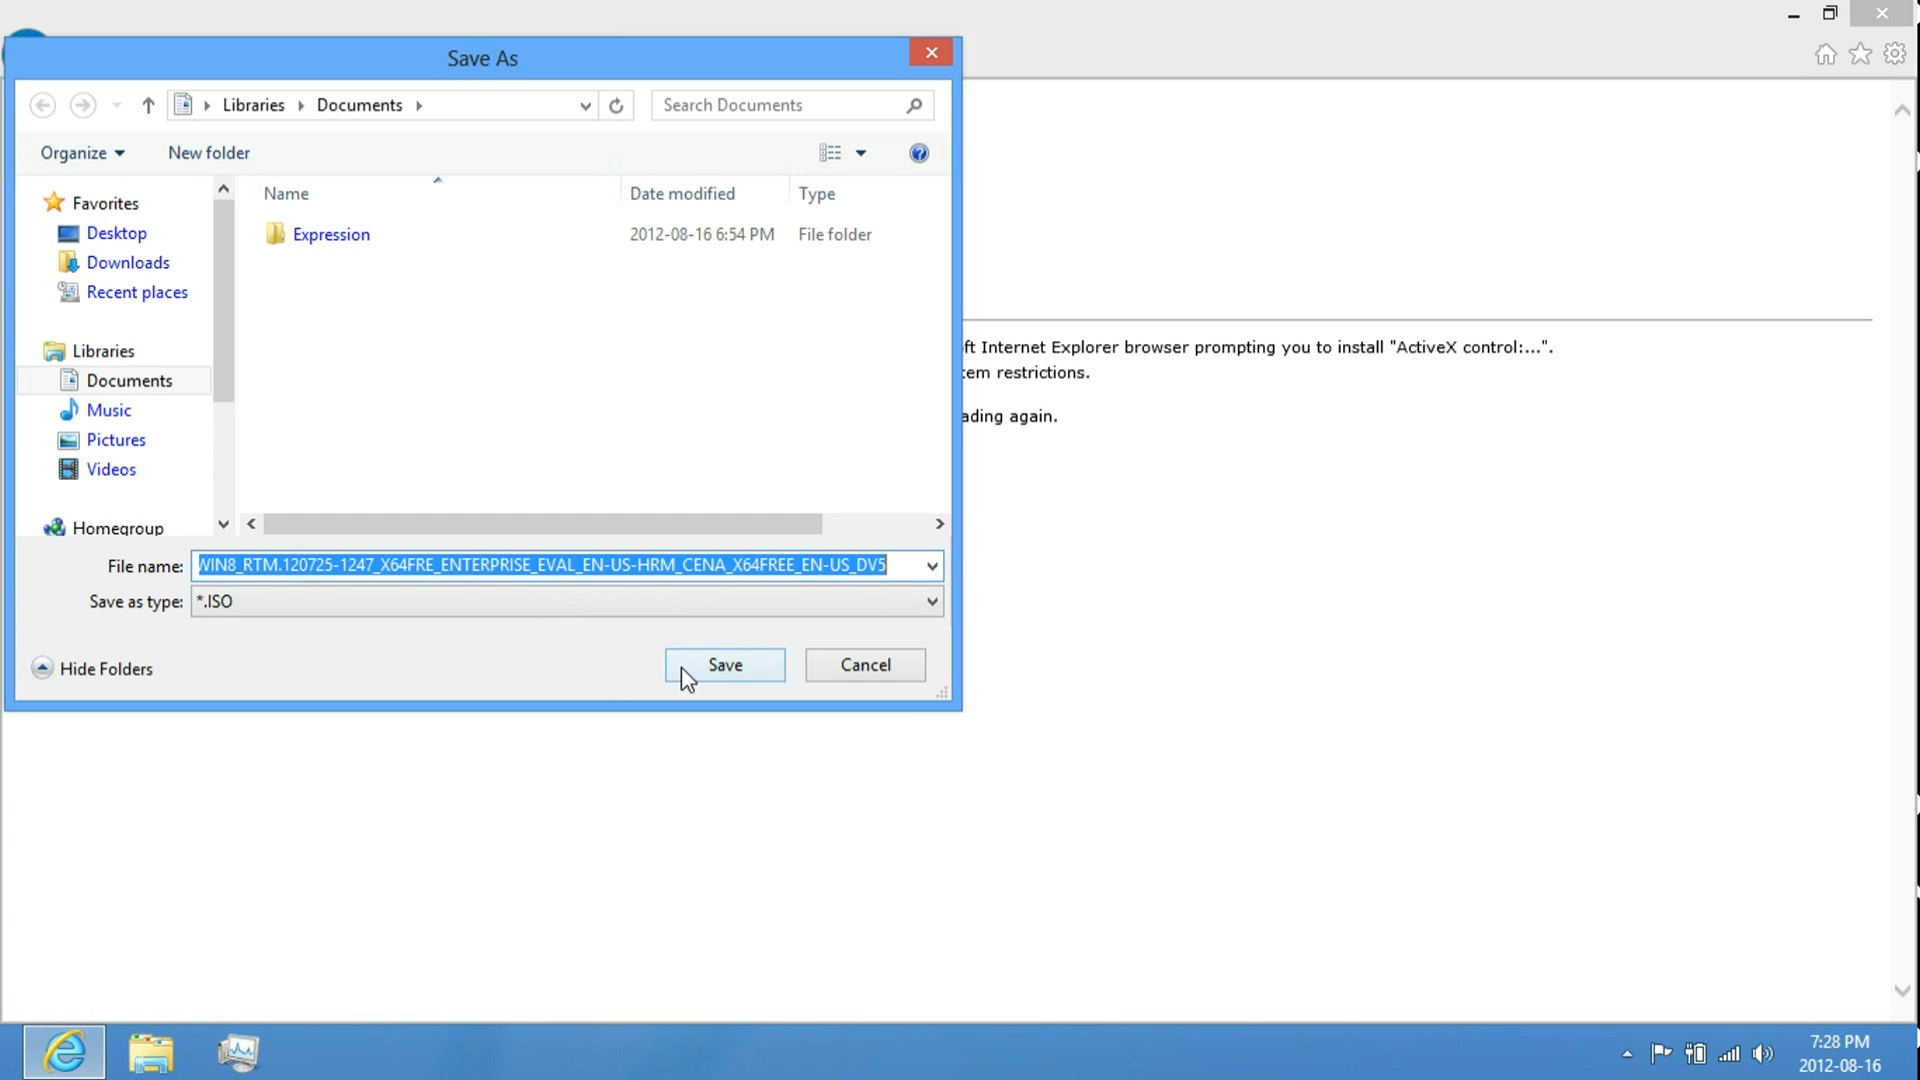 Save As
Libraries Documents
Search Documents
Organize New folder
Name Date modified Type
Expression 2012-08-16 6:54 PM File folder
Favorites
Desktop
Downloads
Recent places
Libraries
Documents
Music
Pictures
Videos
Homegroup
File name: WIN8_RTM.120725-1247_X64FRE_ENTERPRISE_EVAL_EN-US-HRM_CENA_X64FREE_EN-US_DV5
Save as type: *.ISO
Hide Folders Save Cancel
ft Internet Explorer browser prompting you to install "ActiveX control:...".
em restrictions.
ading again.
7:28 PM
2012-08-16